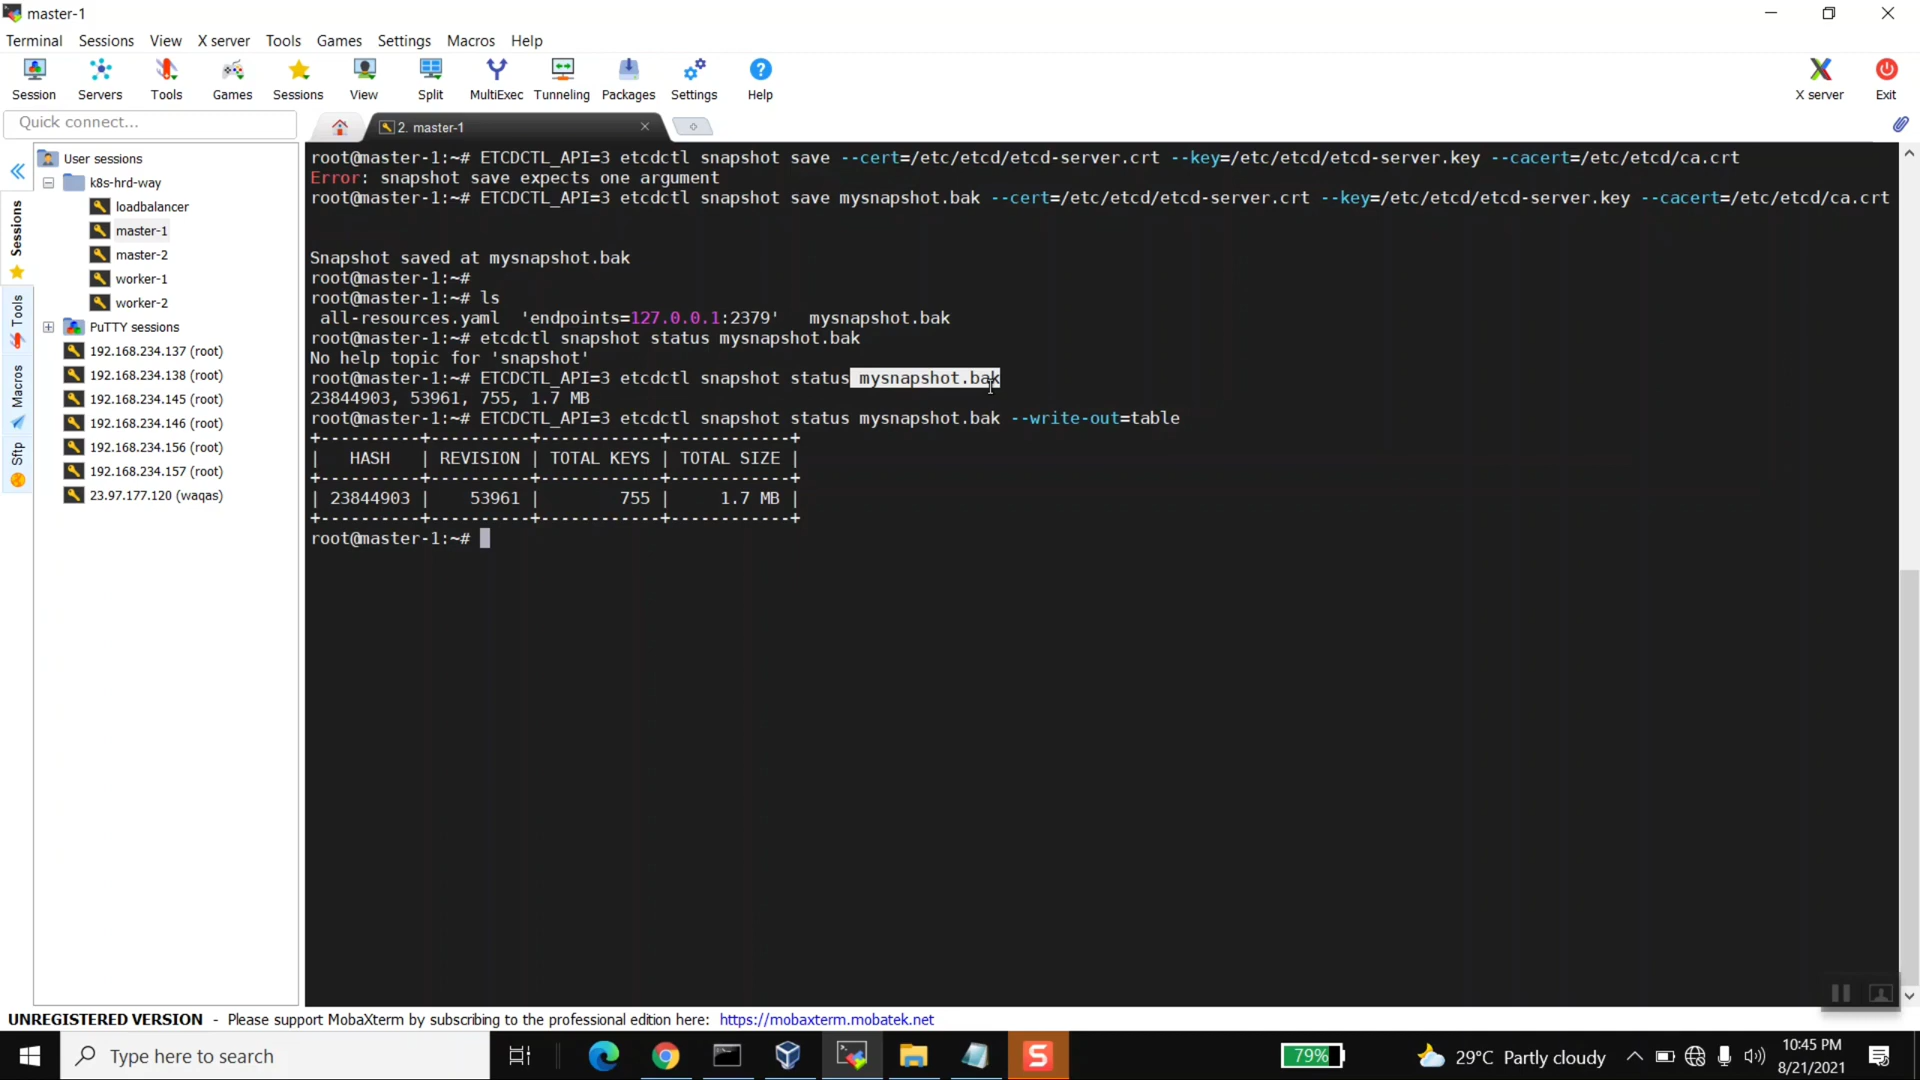 master-1
Terminal Sessions View X server Tools Games Settings Macros Help
Session Servers Tools Games Sessions View Split MultiExec Tunneling Packages Settings Help X server Exit
Quick connect...
2. master-1
User sessions
k8s-hrd-way
loadbalancer
master-1
master-2
worker-1
worker-2
PuTTY sessions
192.168.234.137 (root)
192.168.234.138 (root)
192.168.234.145 (root)
192.168.234.146 (root)
192.168.234.156 (root)
192.168.234.157 (root)
23.97.177.120 (waqas)
Sessions
Tools
Macros
Sftp
root@master-1:~# ETCDCTL_API=3 etcdctl snapshot save --cert=/etc/etcd/etcd-server.crt --key=/etc/etcd/etcd-server.key --cacert=/etc/etcd/ca.crt
Error: snapshot save expects one argument
root@master-1:~# ETCDCTL_API=3 etcdctl snapshot save mysnapshot.bak --cert=/etc/etcd/etcd-server.crt --key=/etc/etcd/etcd-server.key --cacert=/etc/etcd/ca.crt
Snapshot saved at mysnapshot.bak
root@master-1:~#
root@master-1:~# ls
all-resources.yaml 'endpoints=127.0.0.1:2379' mysnapshot.bak
root@master-1:~# etcdctl snapshot status mysnapshot.bak
No help topic for 'snapshot'
root@master-1:~# ETCDCTL_API=3 etcdctl snapshot status mysnapshot.bak
23844903, 53961, 755, 1.7 MB
root@master-1:~# ETCDCTL_API=3 etcdctl snapshot status mysnapshot.bak --write-out=table
+----------+----------+------------+------------+
| HASH | REVISION | TOTAL KEYS | TOTAL SIZE |
+----------+----------+------------+------------+
| 23844903 | 53961 | 755 | 1.7 MB |
+----------+----------+------------+------------+
root@master-1:~#
UNREGISTERED VERSION - Please support MobaXterm by subscribing to the professional edition here: https://mobaxterm.mobatek.net
Type here to search
79%
29°C Partly cloudy
10:45 PM
8/21/2021